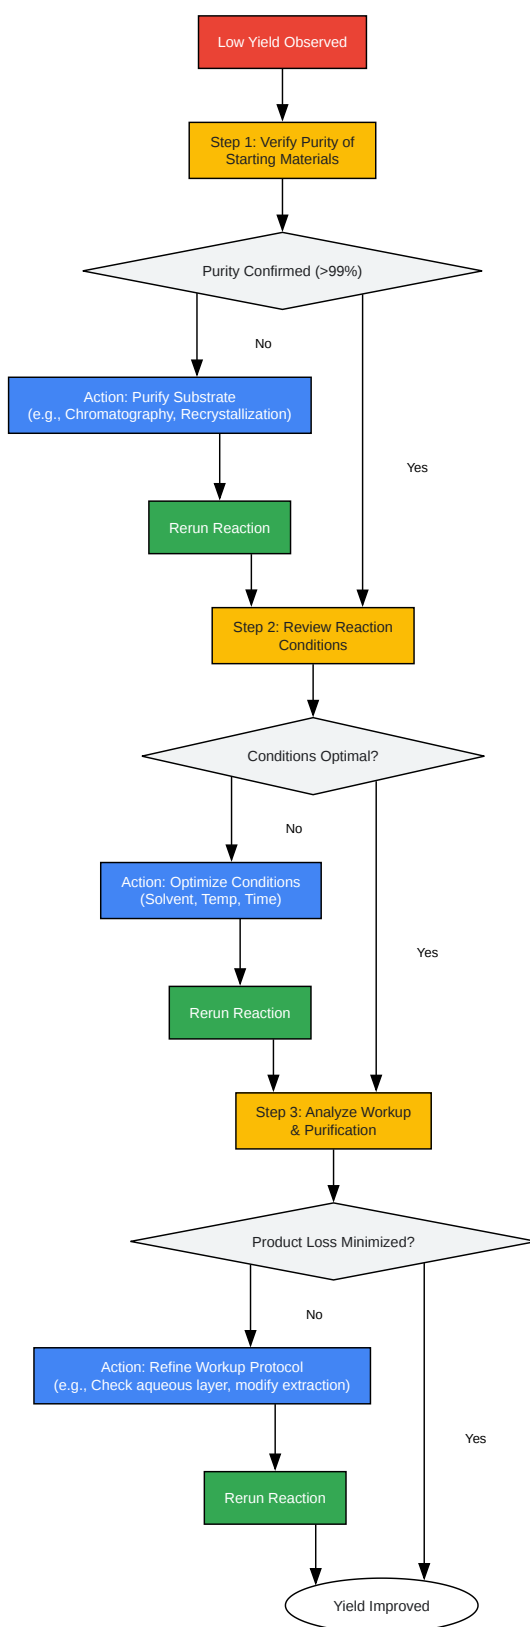 Low Yield Observed
Step 1: Verify Purity of
Starting Materials
Purity Confirmed (>99%)
No
Action: Purify Substrate
(e.g., Chromatography, Recrystallization)
Yes
Rerun Reaction
Step 2: Review Reaction
Conditions
Conditions Optimal?
No
Action: Optimize Conditions
(Solvent, Temp, Time)
Yes
Rerun Reaction
Step 3: Analyze Workup
& Purification
Product Loss Minimized?
No
Action: Refine Workup Protocol
(e.g., Check aqueous layer, modify extraction)
Yes
Rerun Reaction
Yield Improved